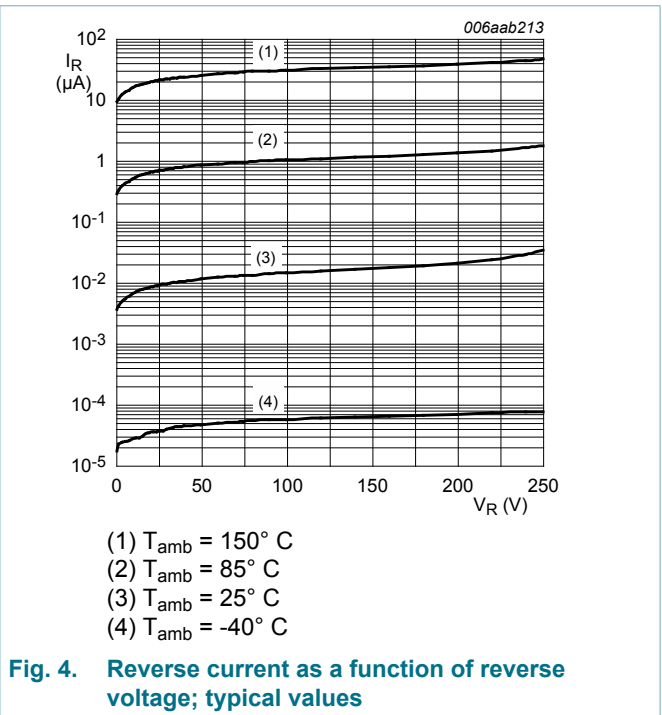 006aab213
10²
I_R
(µA)
10
1
10⁻¹
10⁻²
10⁻³
10⁻⁴
10⁻⁵
(1)
(2)
(3)
(4)
0 50 100 150 200 250
V_R (V)
(1) T_amb = 150° C
(2) T_amb = 85° C
(3) T_amb = 25° C
(4) T_amb = -40° C
Fig. 4. Reverse current as a function of reverse
voltage; typical values